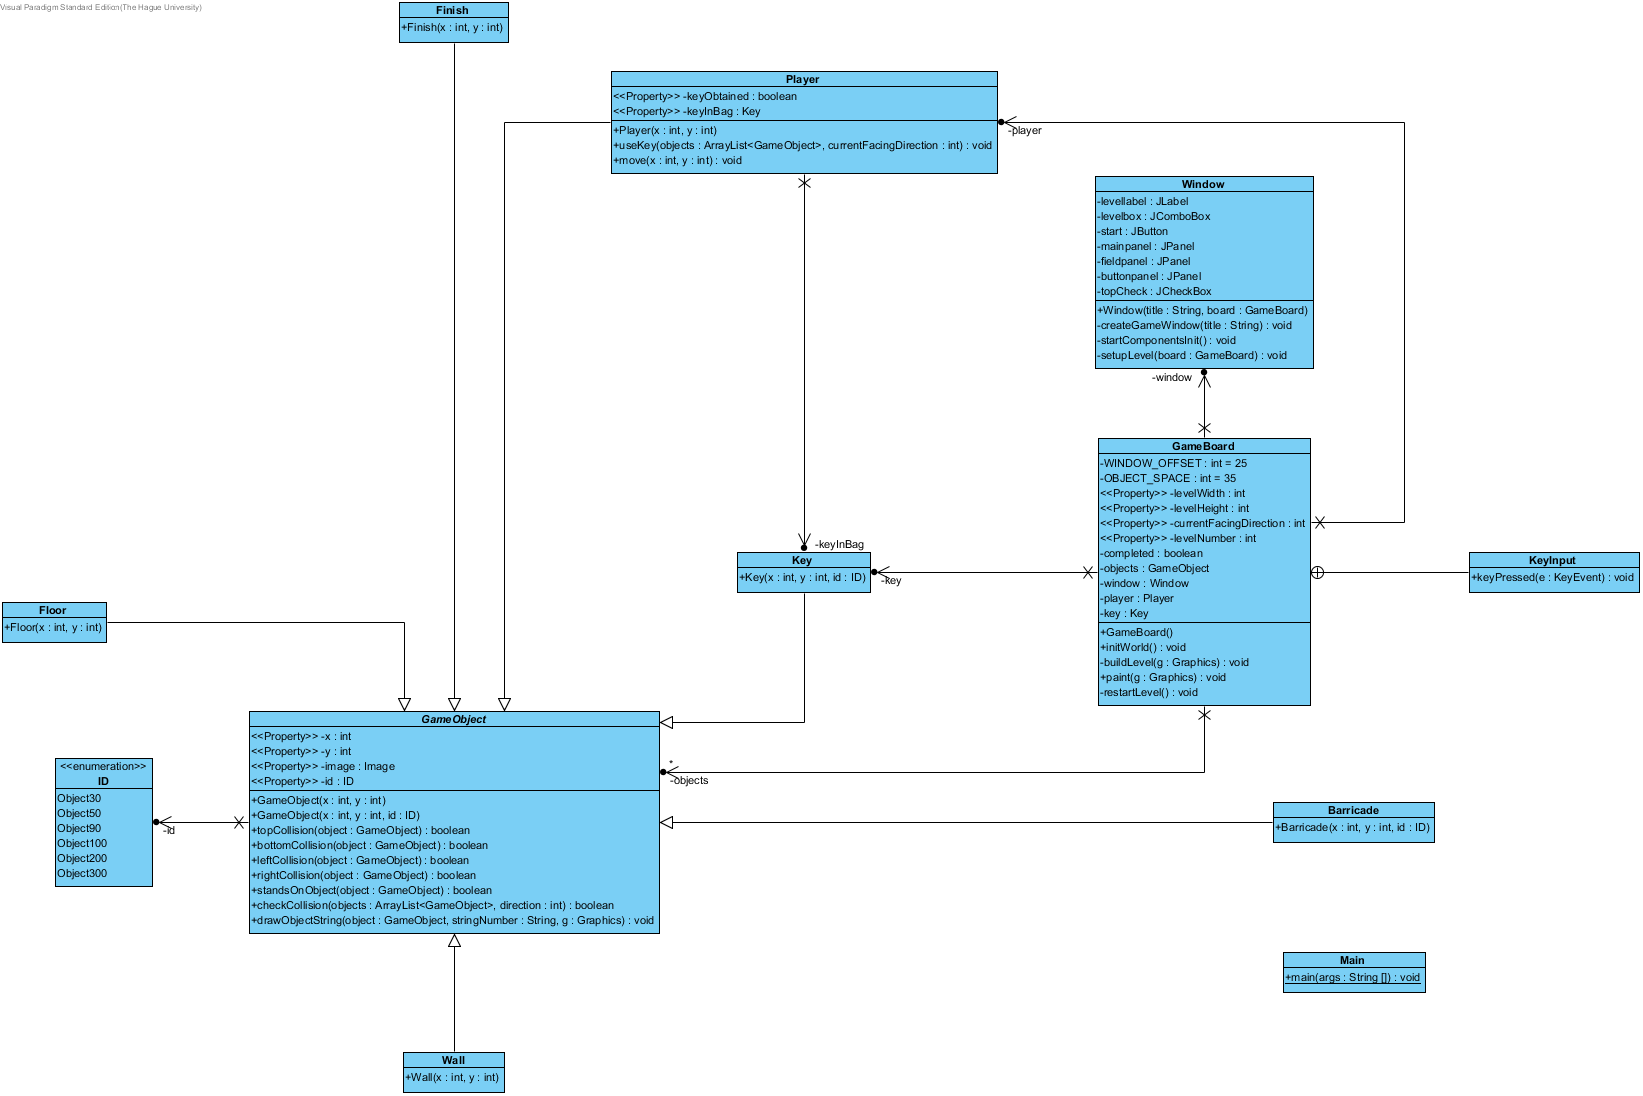 Visual Paradigm Standard Edition(The Hague University)
Finish
+Finish(x : int, y : int)
Player
<<Property>> -keyObtained : boolean
<<Property>> -keyInBag : Key
+Player(x : int, y : int)
+useKey(objects : ArrayList<GameObject>, currentFacingDirection : int) : void
+move(x : int, y : int) : void
-player
Window
-levellabel : JLabel
-levelbox : JComboBox
-start : JButton
-mainpanel : JPanel
-fieldpanel : JPanel
-buttonpanel : JPanel
-topCheck : JCheckBox
+Window(title : String, board : GameBoard)
-createGameWindow(title : String) : void
-startComponentsInit() : void
-setupLevel(board : GameBoard) : void
-window
GameBoard
-WINDOW_OFFSET : int = 25
-OBJECT_SPACE : int = 35
<<Property>> -levelWidth : int
<<Property>> -levelHeight : int
<<Property>> -currentFacingDirection : int
<<Property>> -levelNumber : int
-completed : boolean
-objects : GameObject
-window : Window
-player : Player
-key : Key
+GameBoard()
+initWorld() : void
-buildLevel(g : Graphics) : void
+paint(g : Graphics) : void
-restartLevel() : void
-keyInBag
Key
+Key(x : int, y : int, id : ID)
-key
KeyInput
+keyPressed(e : KeyEvent) : void
Floor
+Floor(x : int, y : int)
GameObject
<<Property>> -x : int
<<Property>> -y : int
<<Property>> -image : Image
<<Property>> -id : ID
+GameObject(x : int, y : int)
+GameObject(x : int, y : int, id : ID)
+topCollision(object : GameObject) : boolean
+bottomCollision(object : GameObject) : boolean
+leftCollision(object : GameObject) : boolean
+rightCollision(object : GameObject) : boolean
+standsOnObject(object : GameObject) : boolean
+checkCollision(objects : ArrayList<GameObject>, direction : int) : boolean
+drawObjectString(object : GameObject, stringNumber : String, g : Graphics) : void
*
-objects
<<enumeration>>
ID
Object30
Object50
Object90
Object100
Object200
Object300
-id
Barricade
+Barricade(x : int, y : int, id : ID)
Main
+main(args : String []) : void
Wall
+Wall(x : int, y : int)